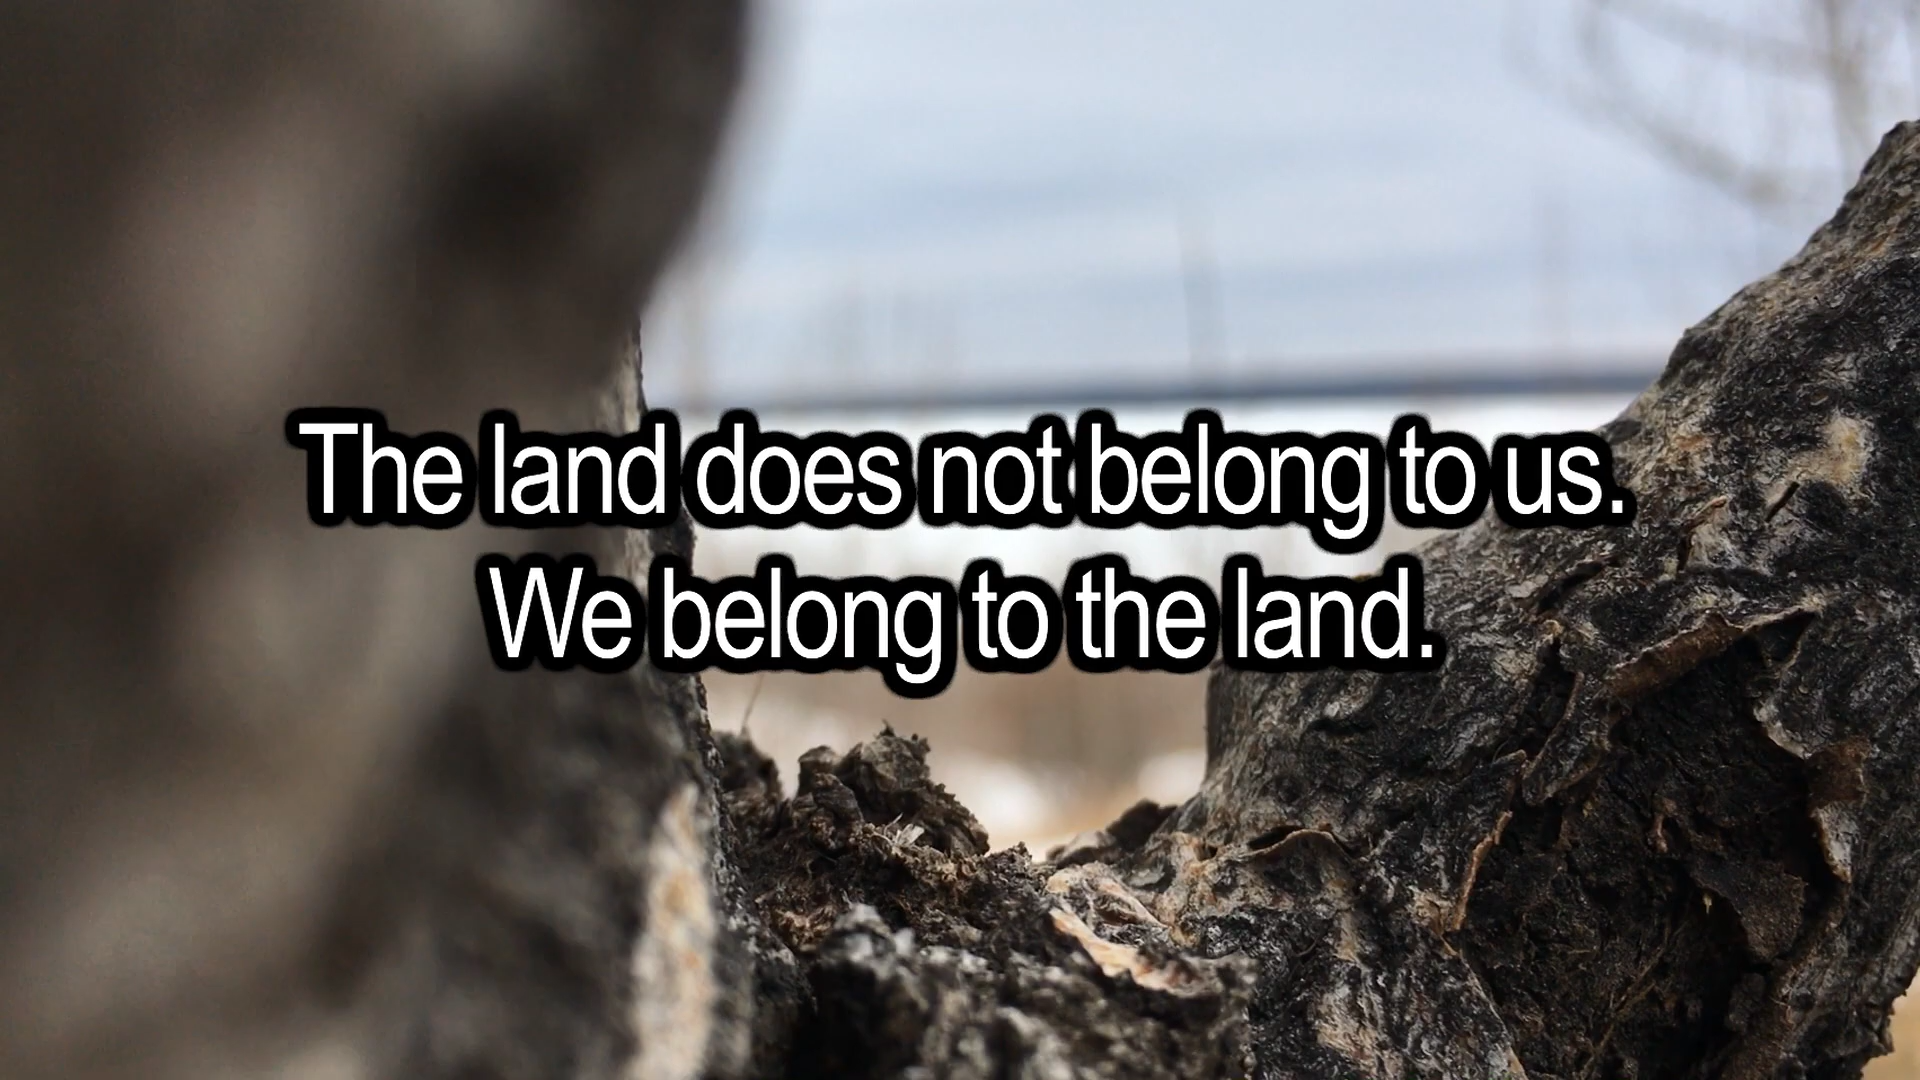 The land does not belong to us.
We belong to the land.